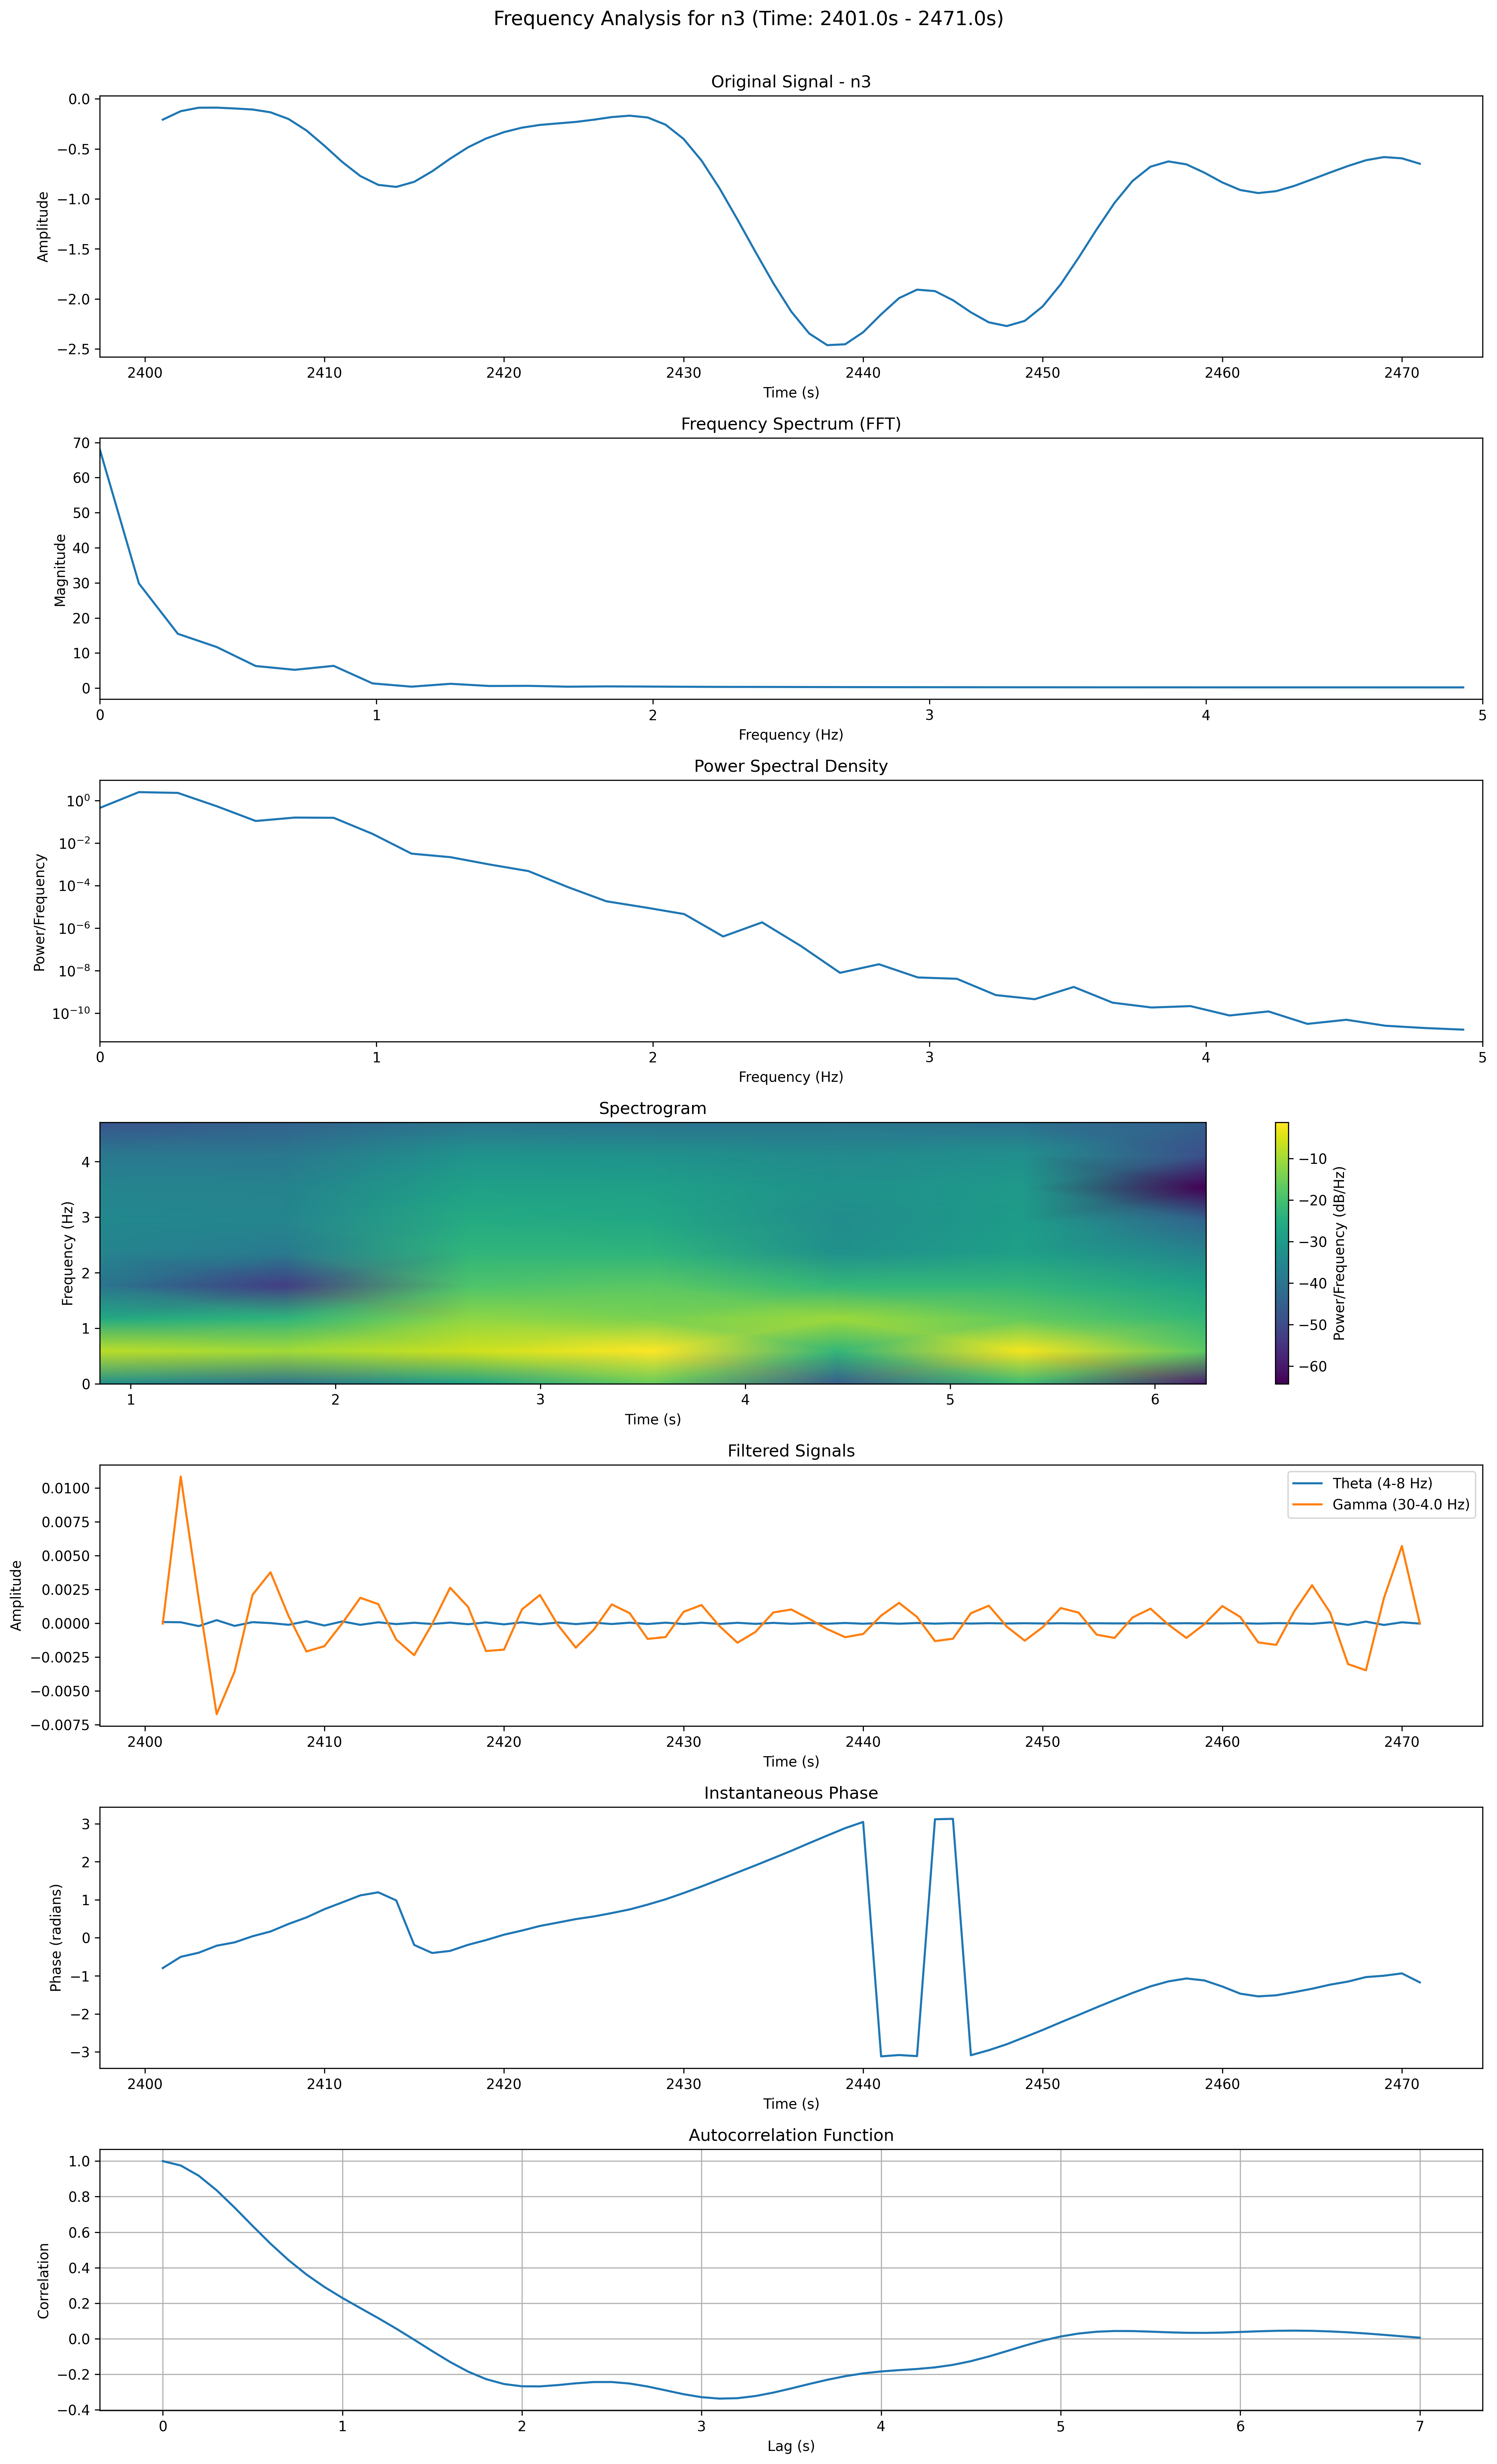 Frequency Analysis for n3 (Time: 2401.0s - 2471.0s)
Original Signal - n3
0.0
−0.5
−1.0
−1.5
−2.0
−2.5
Amplitude
2400 2410 2420 2430 2440 2450 2460 2470
Time (s)
Frequency Spectrum (FFT)
70
60
50
40
30
20
10
0
Magnitude
0 1 2 3 4 5
Frequency (Hz)
Power Spectral Density
10⁰
10⁻²
10⁻⁴
10⁻⁶
10⁻⁸
10⁻¹⁰
Power/Frequency
0 1 2 3 4 5
Frequency (Hz)
Spectrogram
4
3
2
1
0
Frequency (Hz)
1 2 3 4 5 6
Time (s)
−10
−20
−30
−40
−50
−60
Power/Frequency (dB/Hz)
Filtered Signals
Theta (4-8 Hz)
Gamma (30-4.0 Hz)
0.0100
0.0075
0.0050
0.0025
0.0000
−0.0025
−0.0050
−0.0075
Amplitude
2400 2410 2420 2430 2440 2450 2460 2470
Time (s)
Instantaneous Phase
3
2
1
0
−1
−2
−3
Phase (radians)
2400 2410 2420 2430 2440 2450 2460 2470
Time (s)
Autocorrelation Function
1.0
0.8
0.6
0.4
0.2
0.0
−0.2
−0.4
Correlation
0 1 2 3 4 5 6 7
Lag (s)